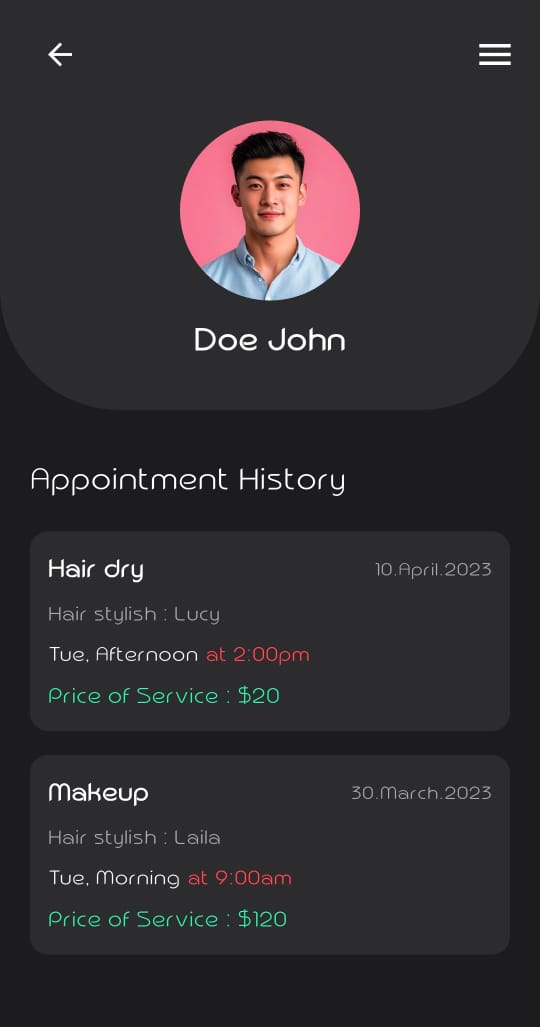 Doe John
Appointment History
Hair dry
10.April.2023
Hair stylish : Lucy
Tue, Afternoon at 2:00pm
Price of Service : $20
Makeup
30.March.2023
Hair stylish : Laila
Tue, Morning at 9:00am
Price of Service : $120